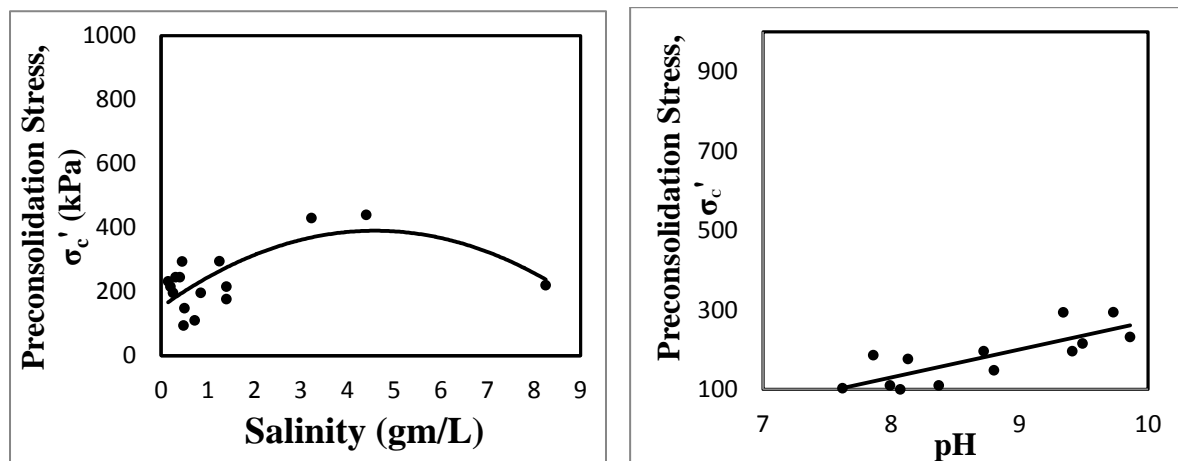 Preconsolidation Stress,
σc' (kPa)
1000
800
600
400
200
0
0 1 2 3 4 5 6 7 8 9
Salinity (gm/L)
Preconsolidation Stress,
σc'
900
700
500
300
100
7 8 9 10
pH